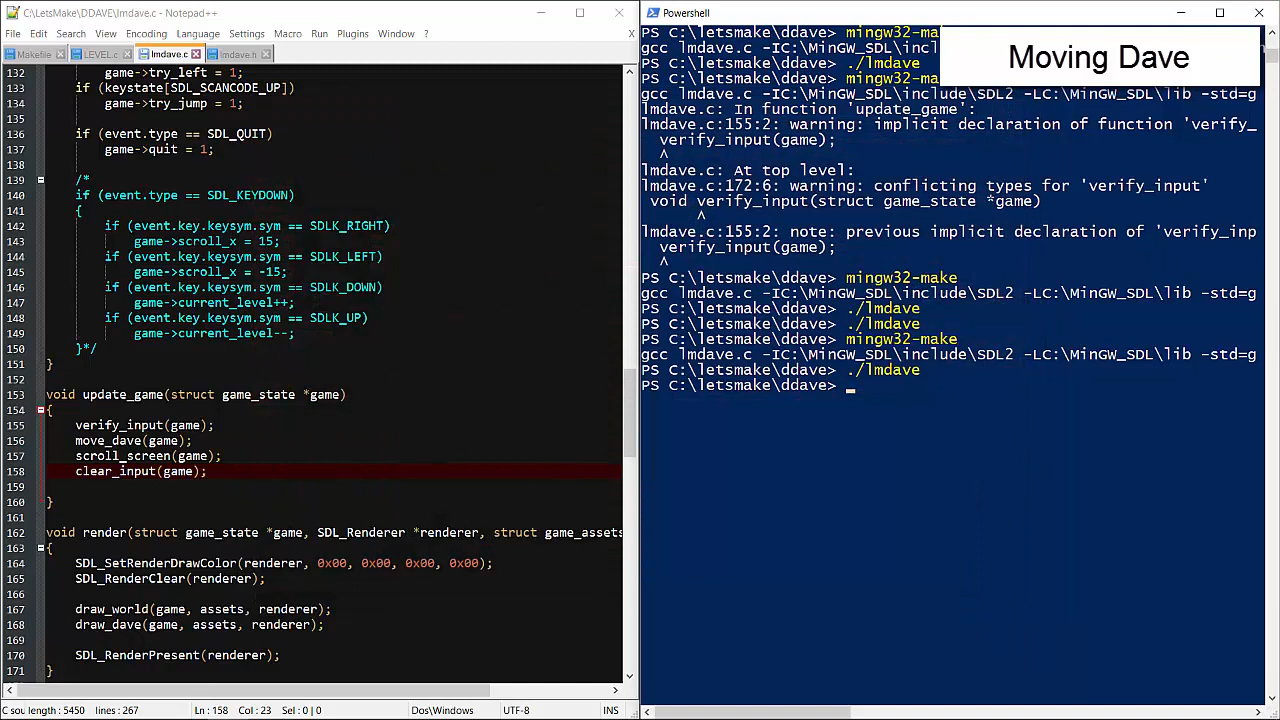 C:\LetsMake\DDAVE\lmdave.c - Notepad++
File Edit Search View Encoding Language Settings Macro Run Plugins Window ? X
Makefile LEVEL.c lmdave.c lmdave.h
132 game->try_left = 1;
133 if (keystate[SDL_SCANCODE_UP])
134 game->try_jump = 1;
135
136 if (event.type == SDL_QUIT)
137 game->quit = 1;
138
139 /*
140 if (event.type == SDL_KEYDOWN)
141 {
142 if (event.key.keysym.sym == SDLK_RIGHT)
143 game->scroll_x = 15;
144 if (event.key.keysym.sym == SDLK_LEFT)
145 game->scroll_x = -15;
146 if (event.key.keysym.sym == SDLK_DOWN)
147 game->current_level++;
148 if (event.key.keysym.sym == SDLK_UP)
149 game->current_level--;
150 }*/
151 }
152
153 void update_game(struct game_state *game)
154 {
155 verify_input(game);
156 move_dave(game);
157 scroll_screen(game);
158 clear_input(game);
159
160 }
161
162 void render(struct game_state *game, SDL_Renderer *renderer, struct game_assets
163 {
164 SDL_SetRenderDrawColor(renderer, 0x00, 0x00, 0x00, 0x00);
165 SDL_RenderClear(renderer);
166
167 draw_world(game, assets, renderer);
168 draw_dave(game, assets, renderer);
169
170 SDL_RenderPresent(renderer);
171 }
C sou length : 5450 lines : 267 Ln : 158 Col : 23 Sel : 0 | 0 Dos\Windows UTF-8 INS
Powershell
Moving Dave
PS C:\letsmake\ddave> mingw32-ma
gcc lmdave.c -IC:\MinGW_SDL\incl
PS C:\letsmake\ddave> ./lmdave
PS C:\letsmake\ddave> mingw32-ma
gcc lmdave.c -IC:\MinGW_SDL\include\SDL2 -LC:\MinGW_SDL\lib -std=g
lmdave.c: In function 'update_game':
lmdave.c:155:2: warning: implicit declaration of function 'verify_
verify_input(game);
^
lmdave.c: At top level:
lmdave.c:172:6: warning: conflicting types for 'verify_input'
void verify_input(struct game_state *game)
^
lmdave.c:155:2: note: previous implicit declaration of 'verify_inp
verify_input(game);
^
PS C:\letsmake\ddave> mingw32-make
gcc lmdave.c -IC:\MinGW_SDL\include\SDL2 -LC:\MinGW_SDL\lib -std=g
PS C:\letsmake\ddave> ./lmdave
PS C:\letsmake\ddave> ./lmdave
PS C:\letsmake\ddave> mingw32-make
gcc lmdave.c -IC:\MinGW_SDL\include\SDL2 -LC:\MinGW_SDL\lib -std=g
PS C:\letsmake\ddave> ./lmdave
PS C:\letsmake\ddave> _